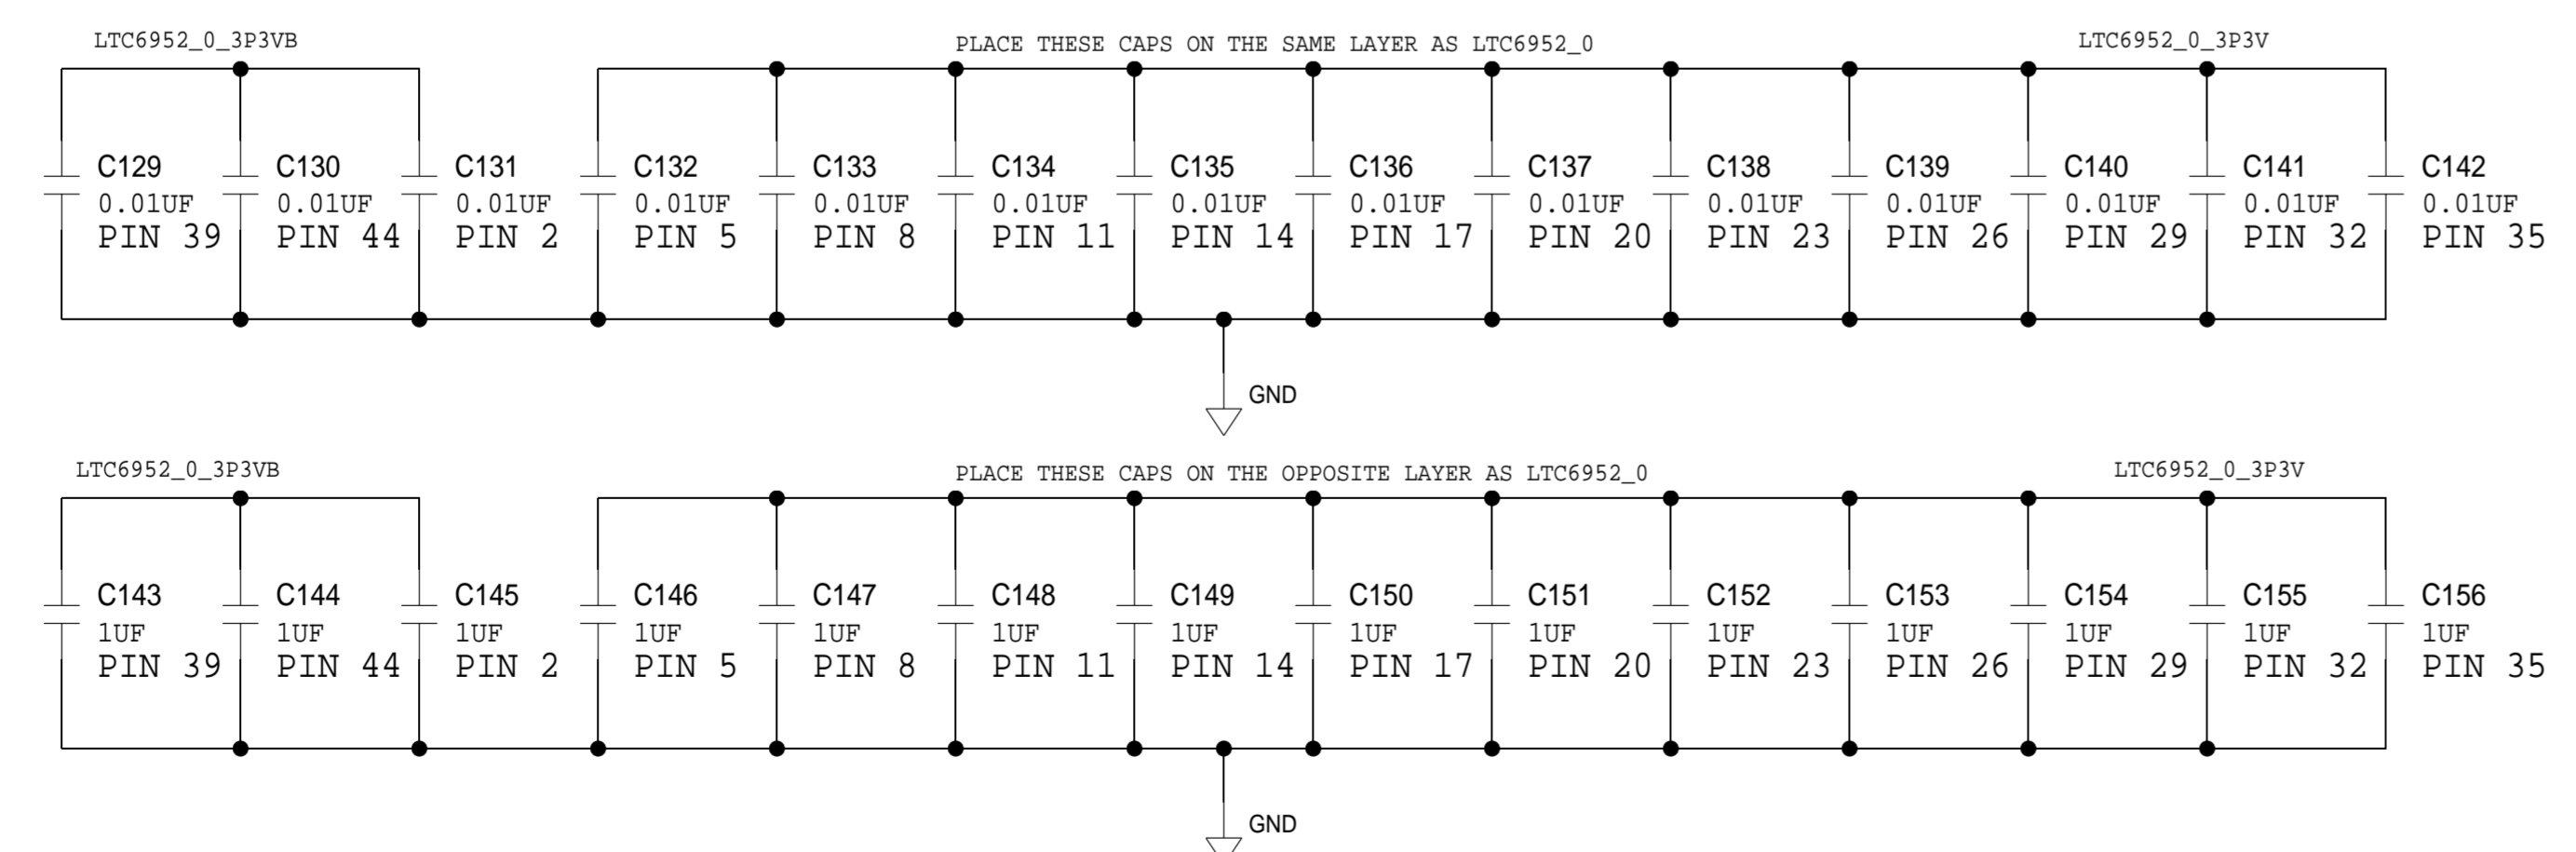 LTC6952_0_3P3VB
PLACE THESE CAPS ON THE SAME LAYER AS LTC6952_0
LTC6952_0_3P3V
C129
0.01UF
PIN 39
C130
0.01UF
PIN 44
C131
0.01UF
PIN 2
C132
0.01UF
PIN 5
C133
0.01UF
PIN 8
C134
0.01UF
PIN 11
C135
0.01UF
PIN 14
C136
0.01UF
PIN 17
C137
0.01UF
PIN 20
C138
0.01UF
PIN 23
C139
0.01UF
PIN 26
C140
0.01UF
PIN 29
C141
0.01UF
PIN 32
C142
0.01UF
PIN 35
GND
LTC6952_0_3P3VB
PLACE THESE CAPS ON THE OPPOSITE LAYER AS LTC6952_0
LTC6952_0_3P3V
C143
1UF
PIN 39
C144
1UF
PIN 44
C145
1UF
PIN 2
C146
1UF
PIN 5
C147
1UF
PIN 8
C148
1UF
PIN 11
C149
1UF
PIN 14
C150
1UF
PIN 17
C151
1UF
PIN 20
C152
1UF
PIN 23
C153
1UF
PIN 26
C154
1UF
PIN 29
C155
1UF
PIN 32
C156
1UF
PIN 35
GND